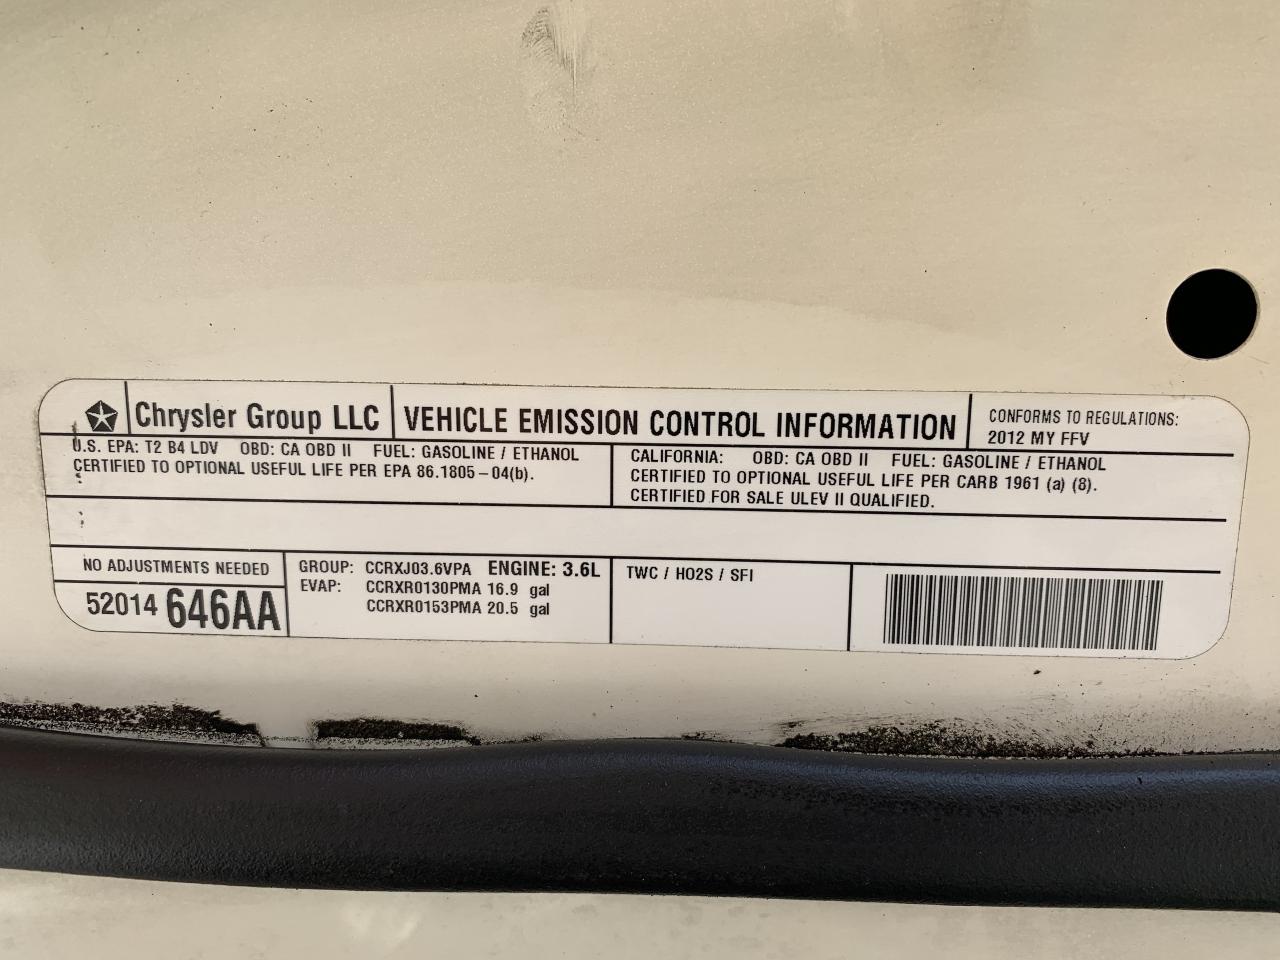 Chrysler Group LLC
VEHICLE EMISSION CONTROL INFORMATION
CONFORMS TO REGULATIONS:
2012 MY FFV
U.S. EPA: T2 B4 LDV OBD: CA OBD II FUEL: GASOLINE / ETHANOL
CERTIFIED TO OPTIONAL USEFUL LIFE PER EPA 86.1805-04(b).
CALIFORNIA: OBD: CA OBD II FUEL: GASOLINE / ETHANOL
CERTIFIED TO OPTIONAL USEFUL LIFE PER CARB 1961 (a) (8).
CERTIFIED FOR SALE ULEV II QUALIFIED.
NO ADJUSTMENTS NEEDED
52014 646AA
GROUP: CCRXJ03.6VPA ENGINE: 3.6L
EVAP: CCRXR0130PMA 16.9 gal
CCRXR0153PMA 20.5 gal
TWC / HO2S / SFI